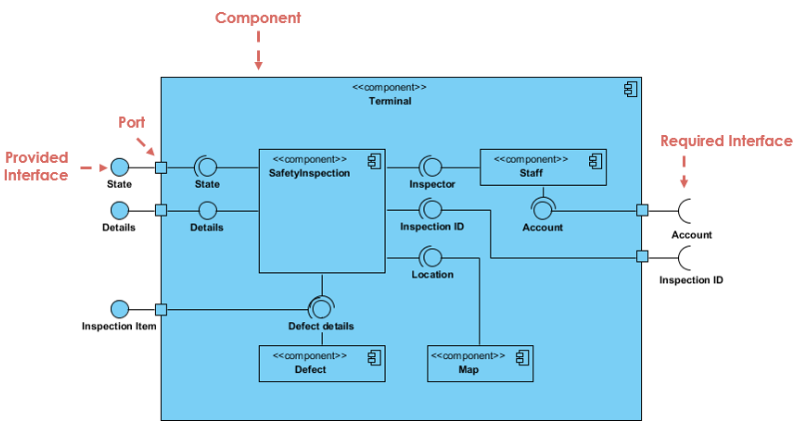 Component
<<component>>
Terminal
Port
Provided
Interface
Required Interface
<<component>>
SafetyInspection
<<component>>
Staff
State
State
Inspector
Details
Details
Inspection ID
Account
Account
Location
Inspection ID
Inspection Item
Defect details
<<component>>
Defect
<<component>>
Map